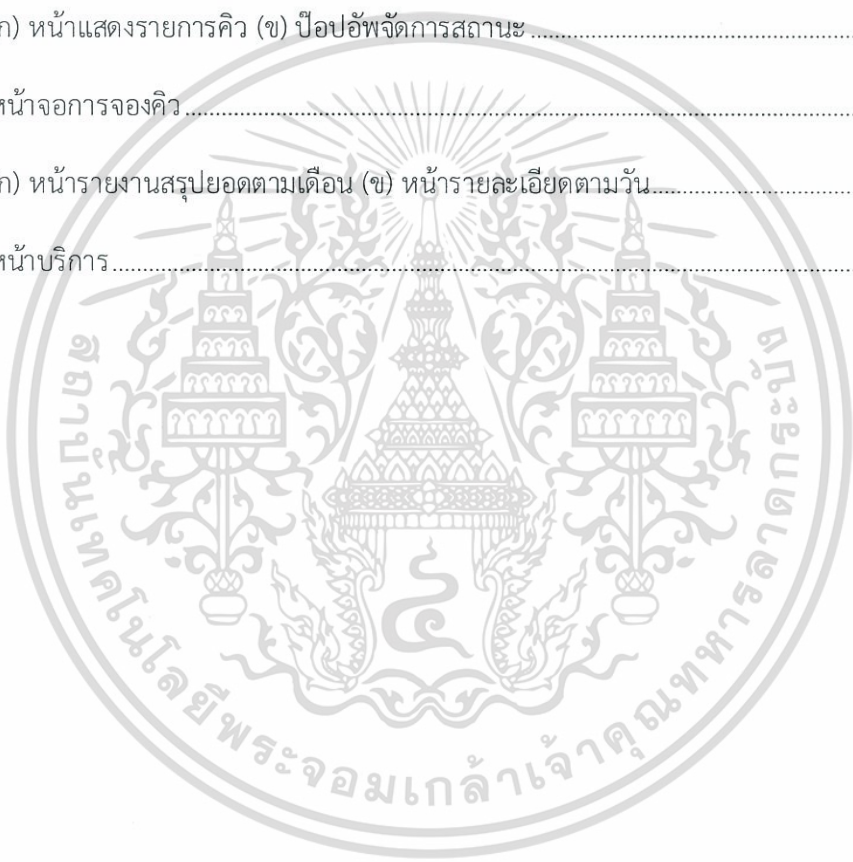 ก) หน้าแสดงรายการคิว (ข) ป๊อปอัพจัดการสถานะ
หน้าจอการจองคิว
ก) หน้ารายงานสรุปยอดตามเดือน (ข) หน้ารายละเอียดตามวัน
หน้าบริการ
สถาบันเทคโนโลยีพระจอมเกล้าเจ้าคุณทหารลาดกระบัง
๔